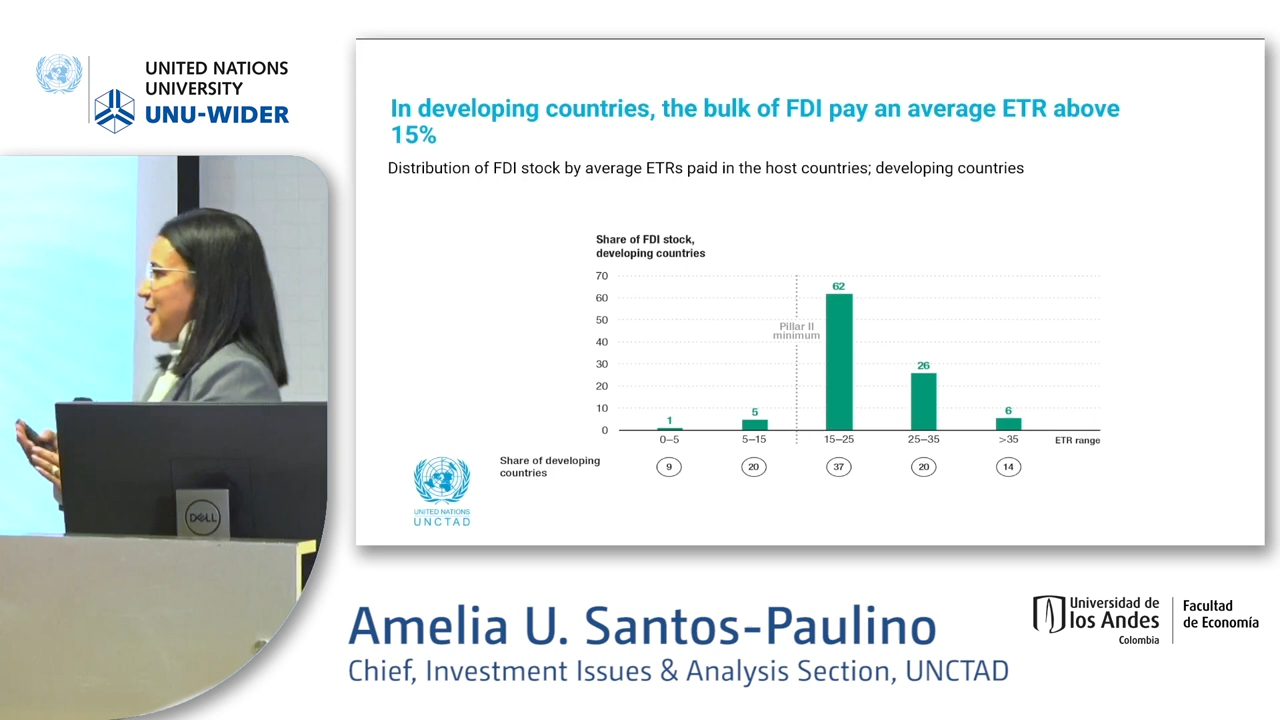 UNITED NATIONS
UNIVERSITY
UNU-WIDER
In developing countries, the bulk of FDI pay an average ETR above
15%
Distribution of FDI stock by average ETRs paid in the host countries; developing countries
Share of FDI stock,
developing countries
70
60
50
40
30
20
10
0
Pillar II
minimum
1
5
62
26
6
0–5
5–15
15–25
25–35
>35
ETR range
Share of developing
countries
9
20
37
20
14
UNITED NATIONS
UNCTAD
DELL
Amelia U. Santos-Paulino
Chief, Investment Issues & Analysis Section, UNCTAD
Universidad de
los Andes
Colombia
Facultad
de Economía